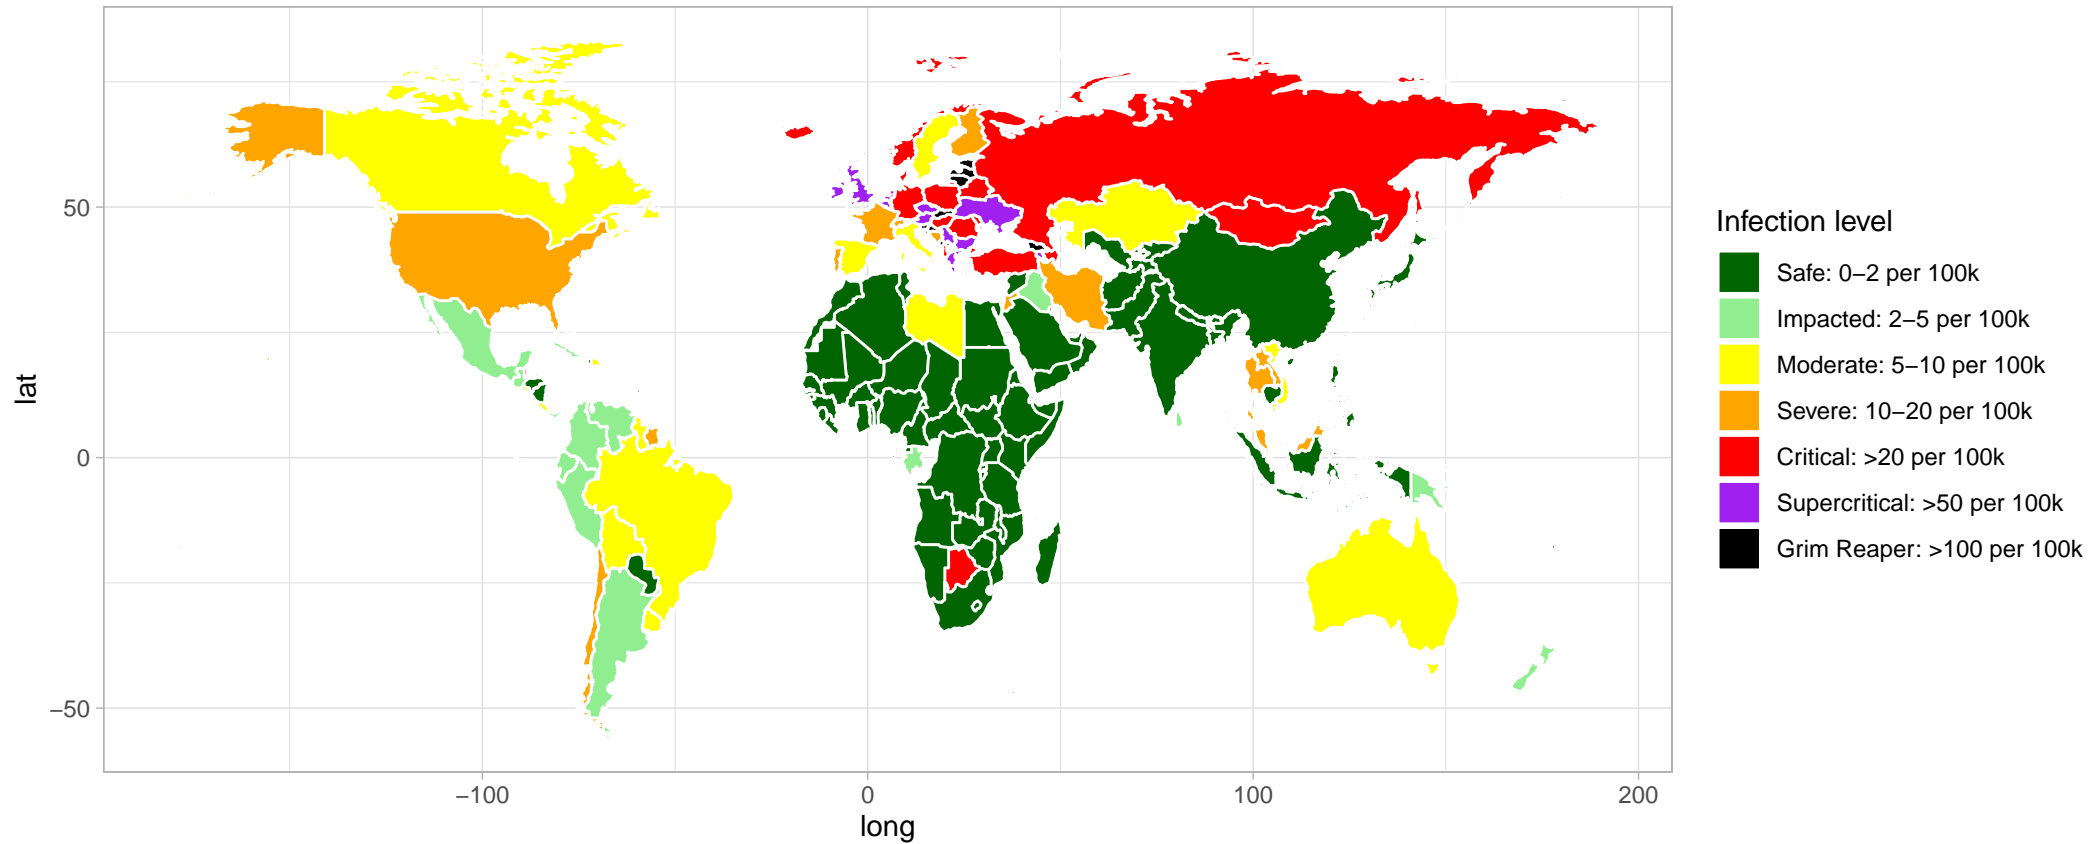 50
0
−50
lat
−100
0
100
200
long
Infection level
Safe: 0−2 per 100k
Impacted: 2−5 per 100k
Moderate: 5−10 per 100k
Severe: 10−20 per 100k
Critical: >20 per 100k
Supercritical: >50 per 100k
Grim Reaper: >100 per 100k